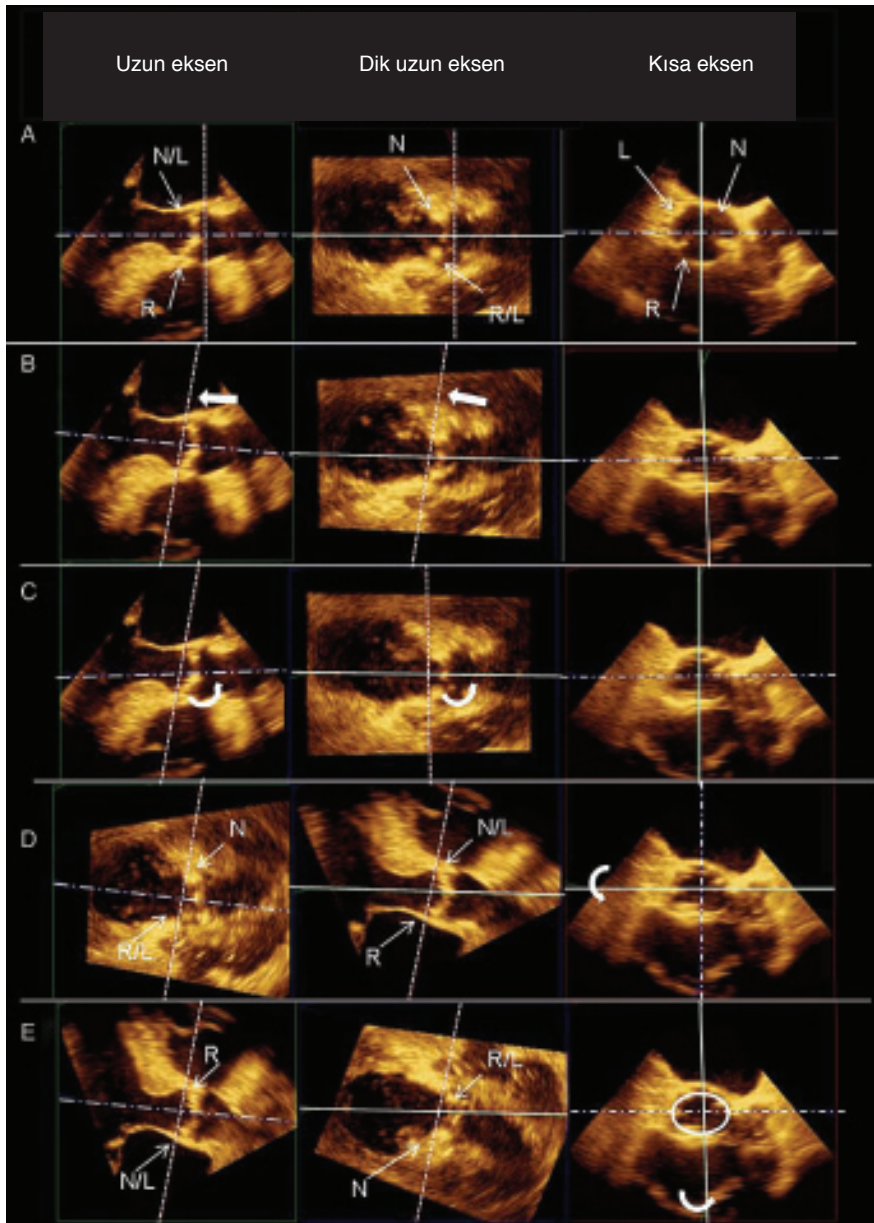 Uzun eksen Dik uzun eksen Kısa eksen
A
N/L N L N
R R/L R
B
C
D
N N/L
R/L R
E
R R/L
N/L N